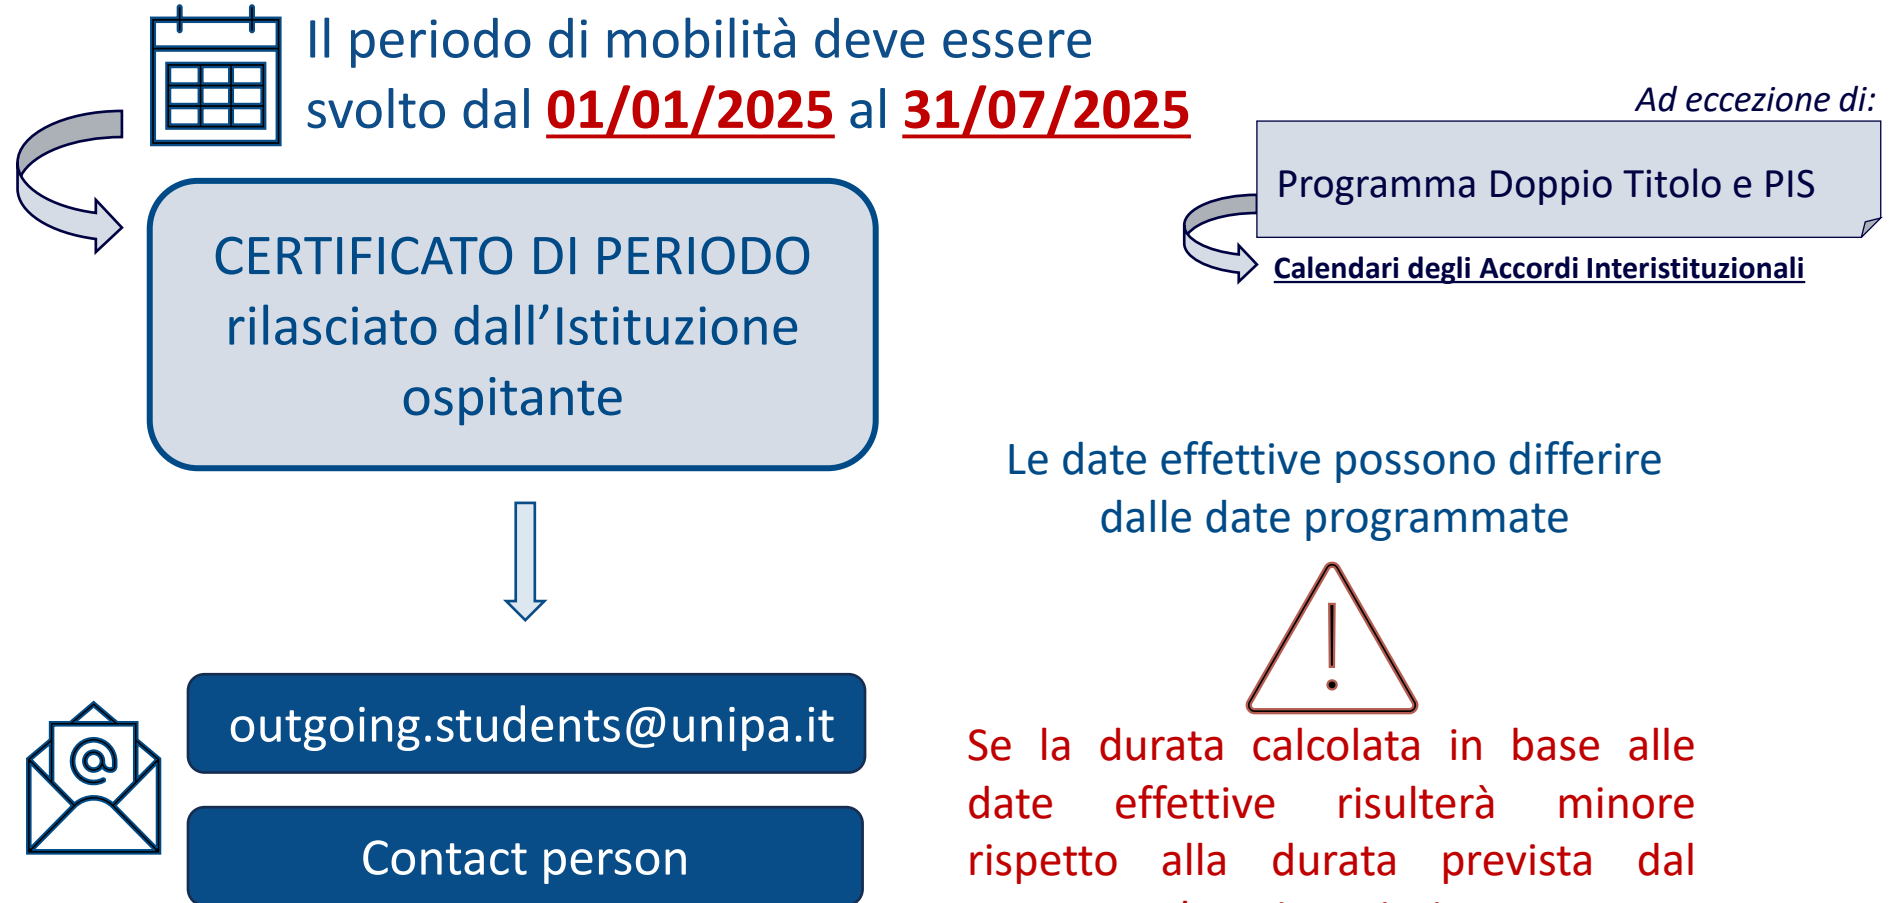 Il periodo di mobilità deve essere
svolto dal 01/01/2025 al 31/07/2025
Ad eccezione di:
Programma Doppio Titolo e PIS
Calendari degli Accordi Interistituzionali
CERTIFICATO DI PERIODO
rilasciato dall’Istituzione
ospitante
Le date effettive possono differire
dalle date programmate
@
outgoing.students@unipa.it
Contact person
Se la durata calcolata in base alle
date effettive risulterà minore
rispetto alla durata prevista dal